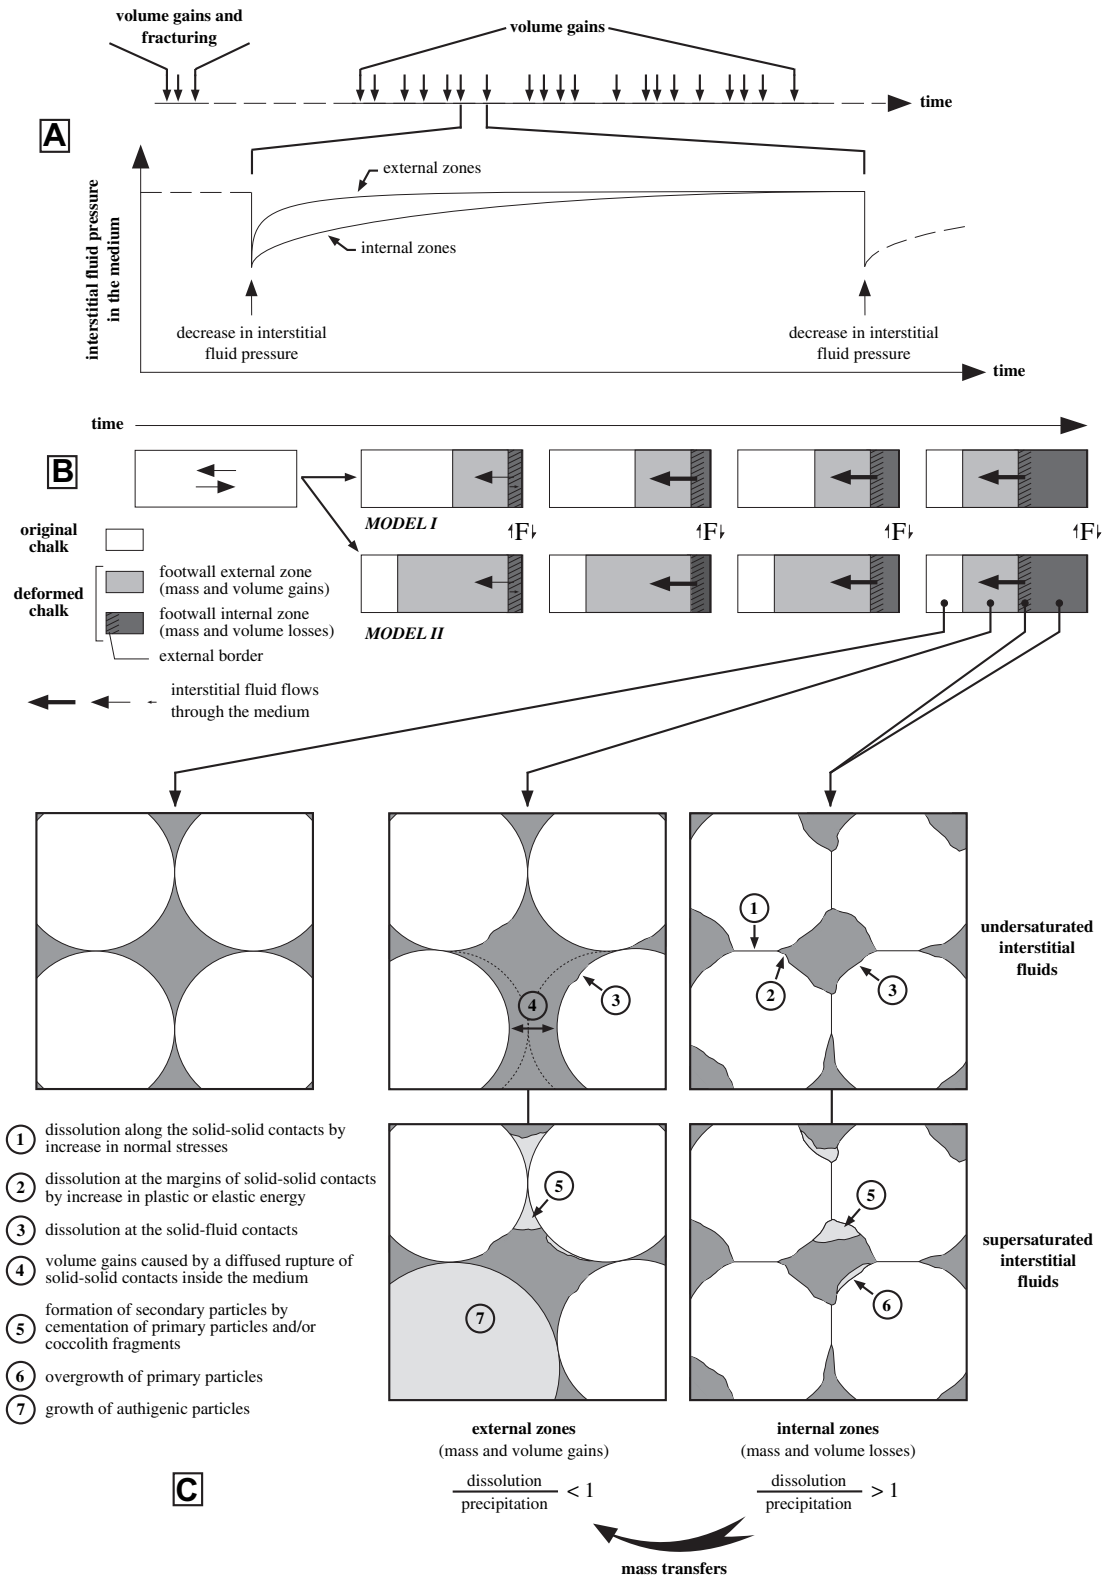 volume gains and
fracturing
volume gains
time
A
external zones
internal zones
interstitial fluid pressure
in the medium
decrease in interstitial
fluid pressure
decrease in interstitial
fluid pressure
time
time
B
MODEL I
F
F
F
F
original
chalk
deformed
chalk
footwall external zone
(mass and volume gains)
footwall internal zone
(mass and volume losses)
external border
MODEL II
interstitial fluid flows
through the medium
1
2
3
4
3
undersaturated
interstitial
fluids
1 dissolution along the solid-solid contacts by
increase in normal stresses
2 dissolution at the margins of solid-solid contacts
by increase in plastic or elastic energy
3 dissolution at the solid-fluid contacts
4 volume gains caused by a diffused rupture of
solid-solid contacts inside the medium
5 formation of secondary particles by
cementation of primary particles and/or
coccolith fragments
6 overgrowth of primary particles
7 growth of authigenic particles
5
7
5
6
supersaturated
interstitial
fluids
external zones
(mass and volume gains)
dissolution
precipitation < 1
internal zones
(mass and volume losses)
dissolution
precipitation > 1
C
mass transfers